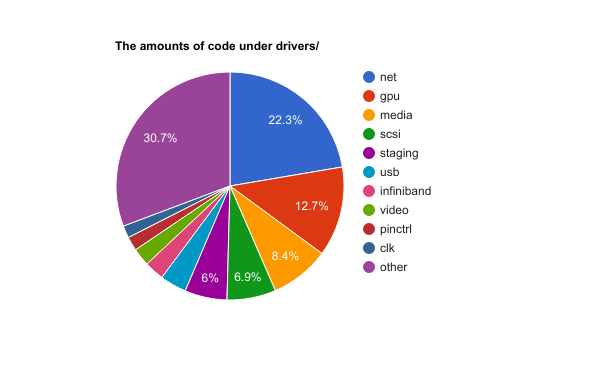 The amounts of code under drivers/
22.3%
12.7%
8.4%
6.9%
6%
30.7%
net
gpu
media
scsi
staging
usb
infiniband
video
pinctrl
clk
other